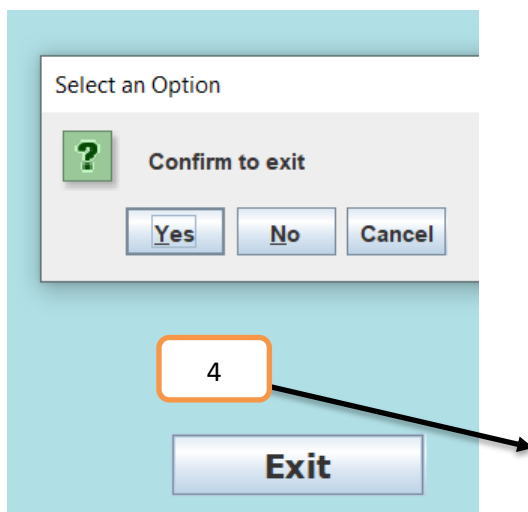 Select an Option
?
Confirm to exit
Yes No Cancel
4
Exit